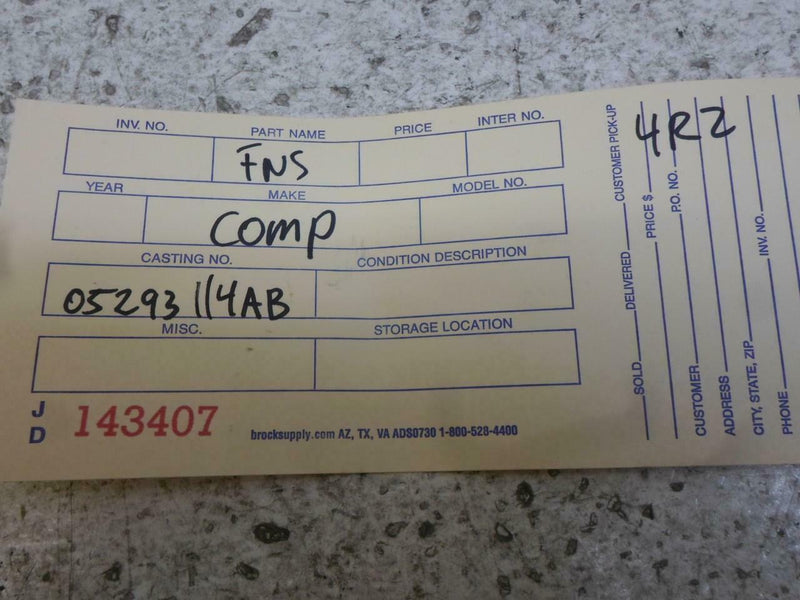 INV. NO. PART NAME PRICE INTER NO.
FNS
YEAR MAKE MODEL NO.
comp
CASTING NO. CONDITION DESCRIPTION
05293114AB
MISC. STORAGE LOCATION
J
D
143407
brocksupply.com AZ, TX, VA ADS0730 1-800-528-4400
4R2
SOLD DELIVERED CUSTOMER PICK-UP
PRICE $
P.O. NO.
CUSTOMER
ADDRESS
CITY, STATE, ZIP
PHONE INV. NO.